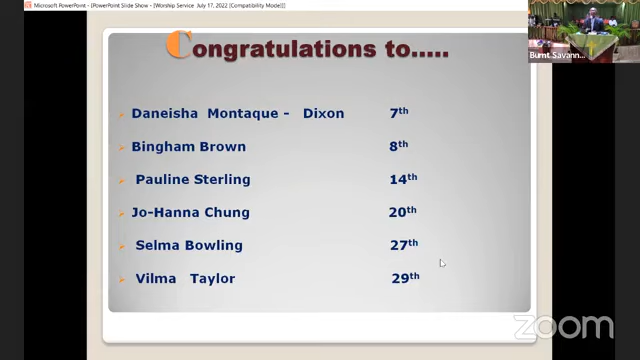 Microsoft PowerPoint - [PowerPoint Slide Show - [Worship Service July 17, 2022 [Compatibility Mode]]
Burnt Savann...
Congratulations to.....
Daneisha Montaque - Dixon 7th
Bingham Brown 8th
Pauline Sterling 14th
Jo-Hanna Chung 20th
Selma Bowling 27th
Vilma Taylor 29th
zoom